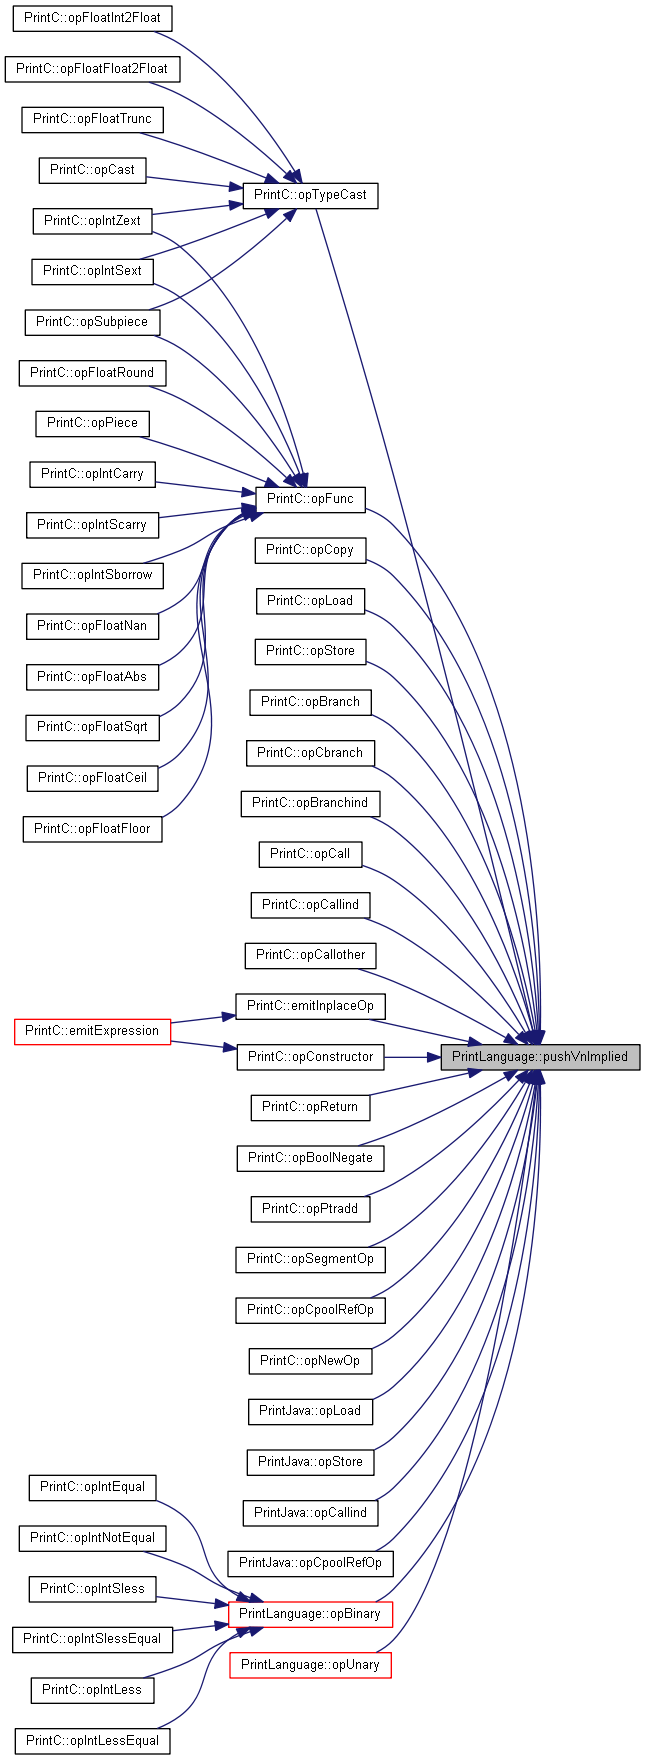 PrintC::opFloatInt2Float
PrintC::opFloatFloat2Float
PrintC::opFloatTrunc
PrintC::opCast
PrintC::opTypeCast
PrintC::opIntZext
PrintC::opIntSext
PrintC::opSubpiece
PrintC::opFloatRound
PrintC::opPiece
PrintC::opIntCarry
PrintC::opFunc
PrintC::opIntScarry
PrintC::opCopy
PrintC::opIntSborrow
PrintC::opLoad
PrintC::opFloatNan
PrintC::opStore
PrintC::opFloatAbs
PrintC::opBranch
PrintC::opFloatSqrt
PrintC::opCbranch
PrintC::opFloatCeil
PrintC::opBranchind
PrintC::opFloatFloor
PrintC::opCall
PrintC::opCallind
PrintC::opCallother
PrintC::emitInplaceOp
PrintC::emitExpression
PrintC::opConstructor
PrintLanguage::pushVnImplied
PrintC::opReturn
PrintC::opBoolNegate
PrintC::opPtradd
PrintC::opSegmentOp
PrintC::opCpoolRefOp
PrintC::opNewOp
PrintJava::opLoad
PrintJava::opStore
PrintC::opIntEqual
PrintJava::opCallind
PrintC::opIntNotEqual
PrintJava::opCpoolRefOp
PrintC::opIntSless
PrintLanguage::opBinary
PrintC::opIntSlessEqual
PrintLanguage::opUnary
PrintC::opIntLess
PrintC::opIntLessEqual